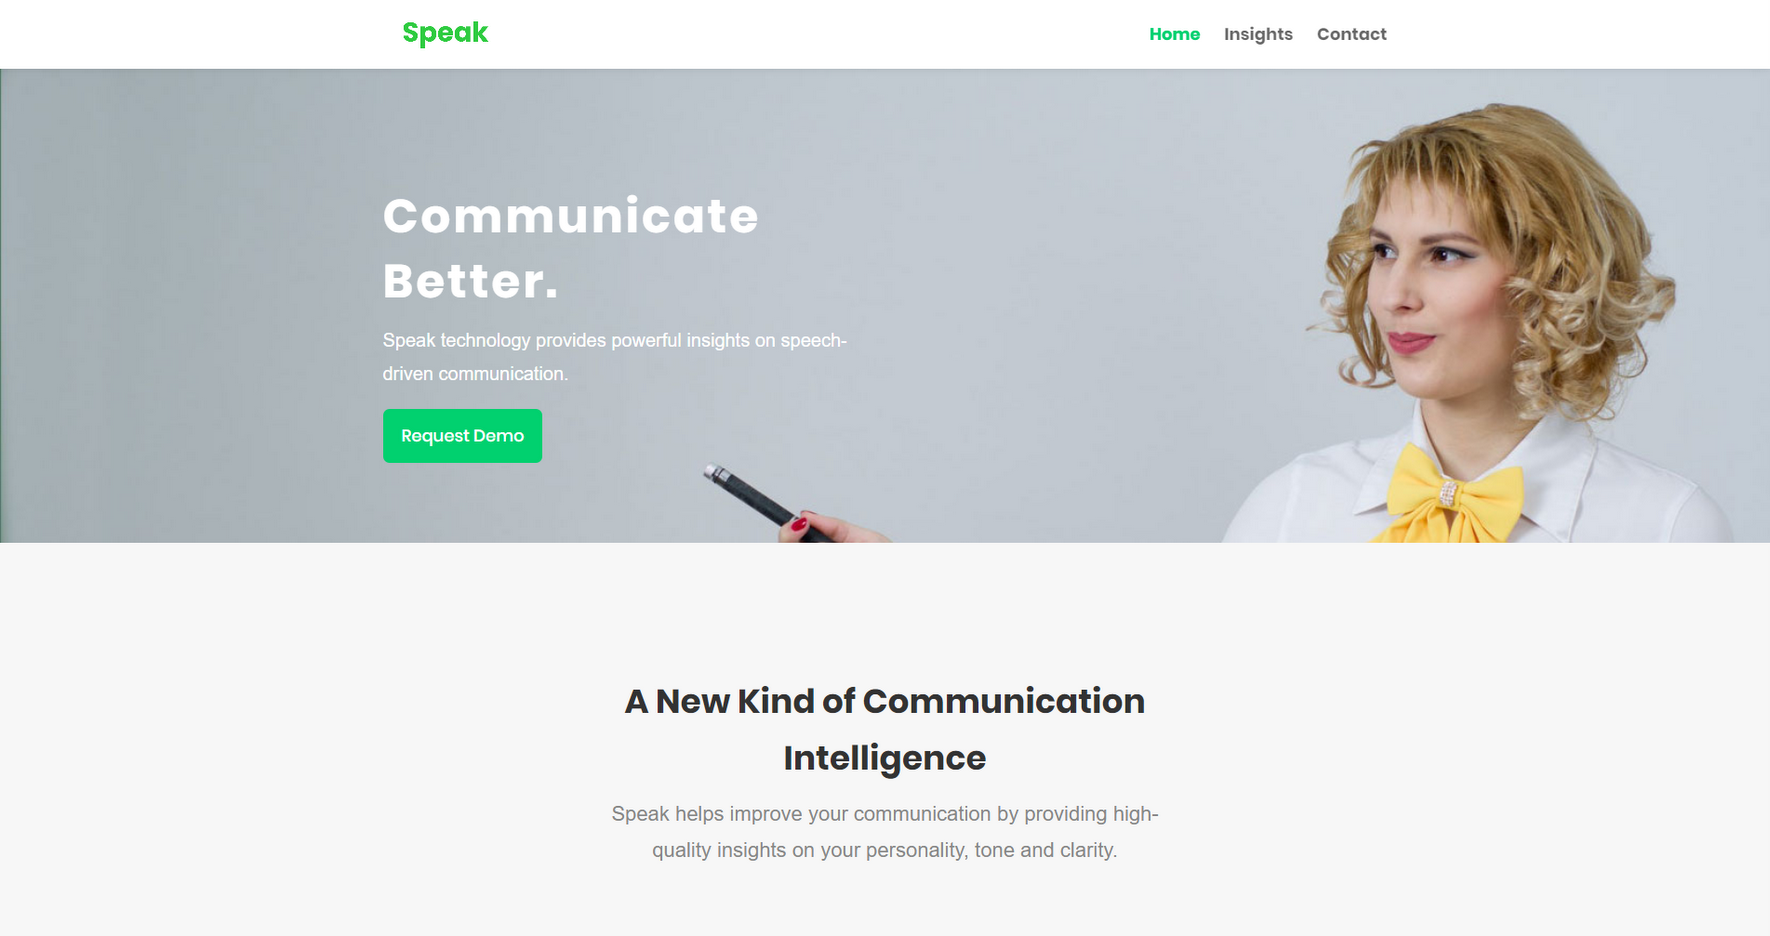 Speak
Home Insights Contact
Communicate
Better.
Speak technology provides powerful insights on speech-
driven communication.
Request Demo
A New Kind of Communication
Intelligence
Speak helps improve your communication by providing high-
quality insights on your personality, tone and clarity.